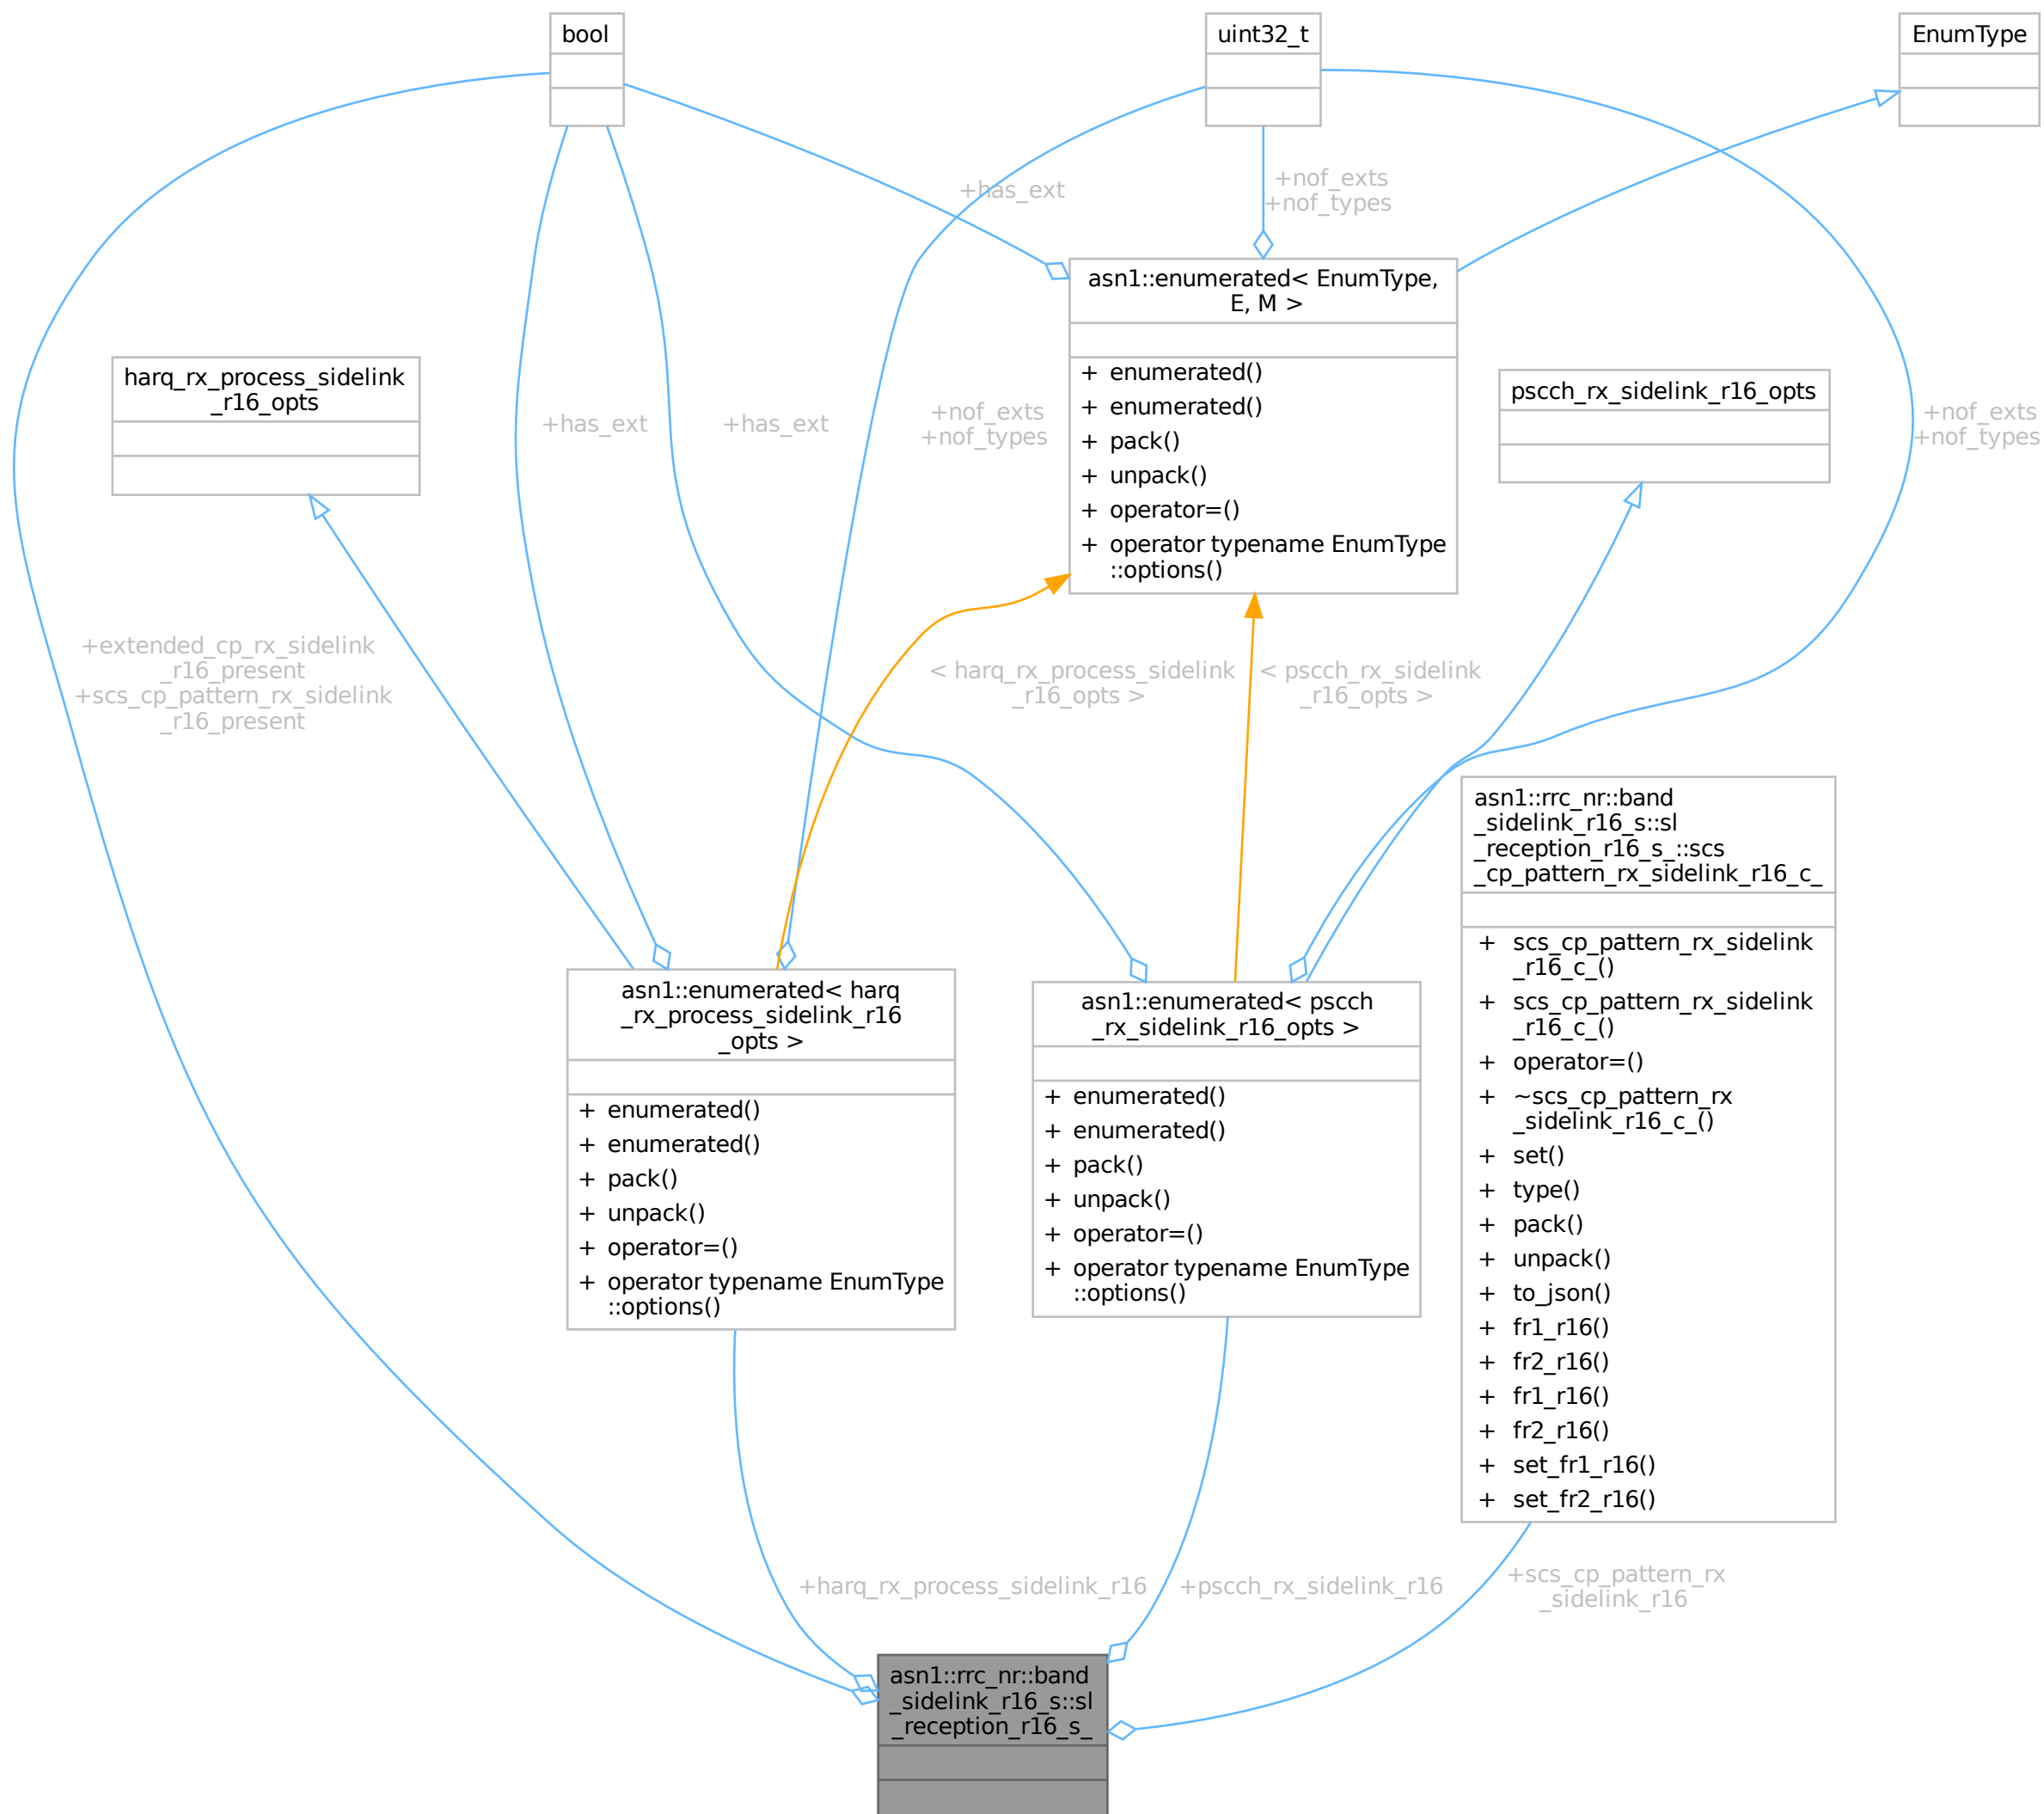 bool
uint32_t
EnumType
+has_ext
+nof_exts
+nof_types
asn1::enumerated< EnumType,
E, M >
+ enumerated()
+ enumerated()
+ pack()
+ unpack()
+ operator=()
+ operator typename EnumType
::options()
harq_rx_process_sidelink
_r16_opts
pscch_rx_sidelink_r16_opts
+has_ext
+has_ext
+nof_exts
+nof_types
+nof_exts
+nof_types
+extended_cp_rx_sidelink
_r16_present
+scs_cp_pattern_rx_sidelink
_r16_present
< harq_rx_process_sidelink
_r16_opts >
< pscch_rx_sidelink
_r16_opts >
asn1::rrc_nr::band
_sidelink_r16_s::sl
_reception_r16_s_::scs
_cp_pattern_rx_sidelink_r16_c_
+ scs_cp_pattern_rx_sidelink
_r16_c_()
+ scs_cp_pattern_rx_sidelink
_r16_c_()
+ operator=()
+ ~scs_cp_pattern_rx
_sidelink_r16_c_()
+ set()
+ type()
+ pack()
+ unpack()
+ to_json()
+ fr1_r16()
+ fr2_r16()
+ fr1_r16()
+ fr2_r16()
+ set_fr1_r16()
+ set_fr2_r16()
asn1::enumerated< harq
_rx_process_sidelink_r16
_opts >
+ enumerated()
+ enumerated()
+ pack()
+ unpack()
+ operator=()
+ operator typename EnumType
::options()
asn1::enumerated< pscch
_rx_sidelink_r16_opts >
+ enumerated()
+ enumerated()
+ pack()
+ unpack()
+ operator=()
+ operator typename EnumType
::options()
+harq_rx_process_sidelink_r16
+pscch_rx_sidelink_r16
+scs_cp_pattern_rx
_sidelink_r16
asn1::rrc_nr::band
_sidelink_r16_s::sl
_reception_r16_s_